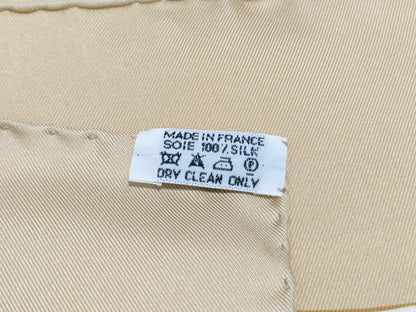 MADE IN FRANCE
SOIE 100% SILK
P
DRY CLEAN ONLY